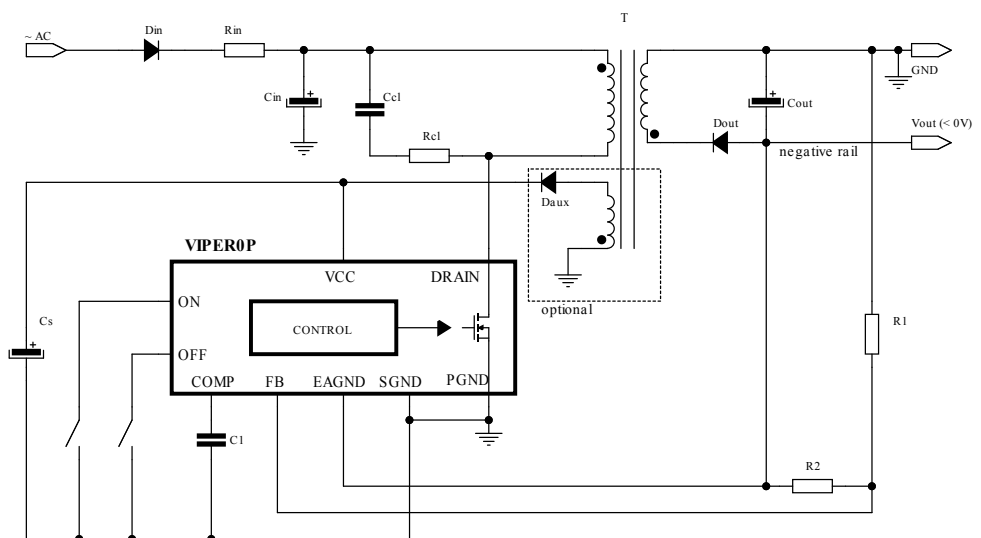 T
~ AC
Din
Rin
GND
Cin
+
Ccl
+
Cout
Dout
Vout (< 0V)
Rcl
negative rail
Daux
VIPER0P
VCC
DRAIN
optional
ON
CONTROL
Cs
+
R1
OFF
COMP
FB
EAGND
SGND
PGND
C1
R2